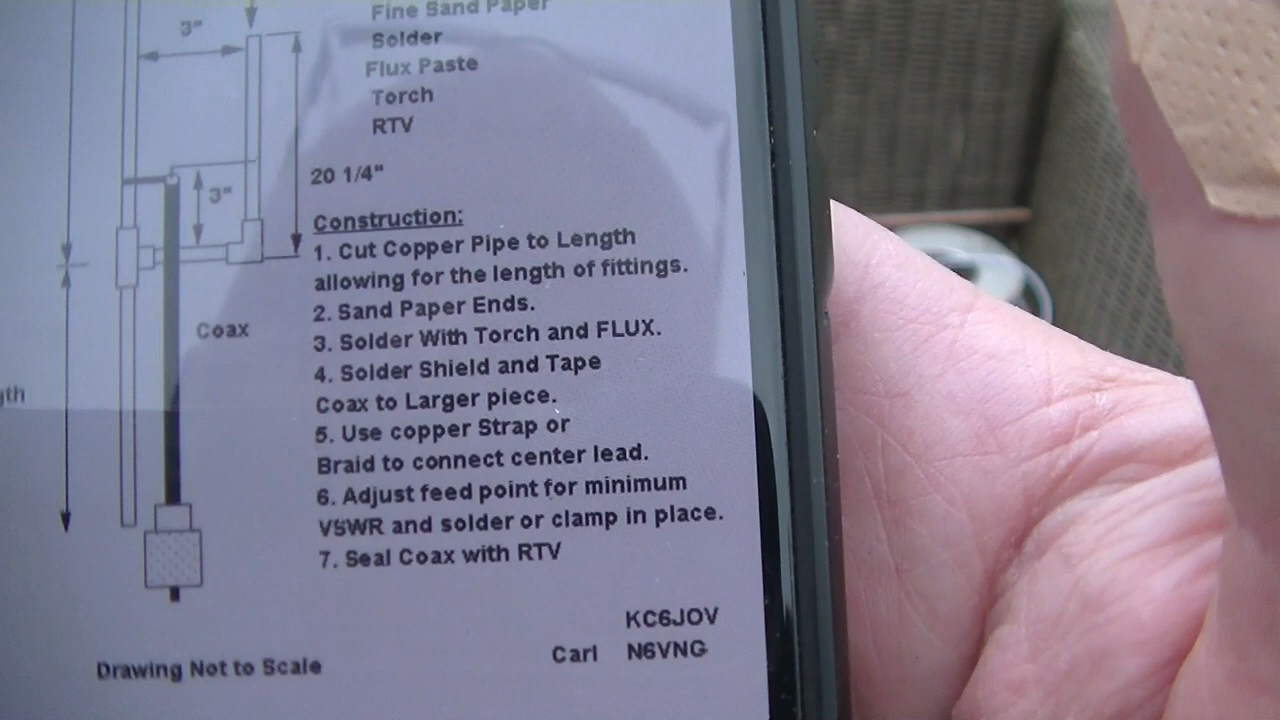 3"
Fine Sand Paper
Solder
Flux Paste
Torch
RTV
3"
20 1/4"
Construction:
1. Cut Copper Pipe to Length
allowing for the length of fittings.
2. Sand Paper Ends.
Coax
3. Solder With Torch and FLUX.
4. Solder Shield and Tape
Coax to Larger piece.
5. Use copper Strap or
Braid to connect center lead.
6. Adjust feed point for minimum
VSWR and solder or clamp in place.
7. Seal Coax with RTV
KC6JOV
Carl N6VNG
Drawing Not to Scale